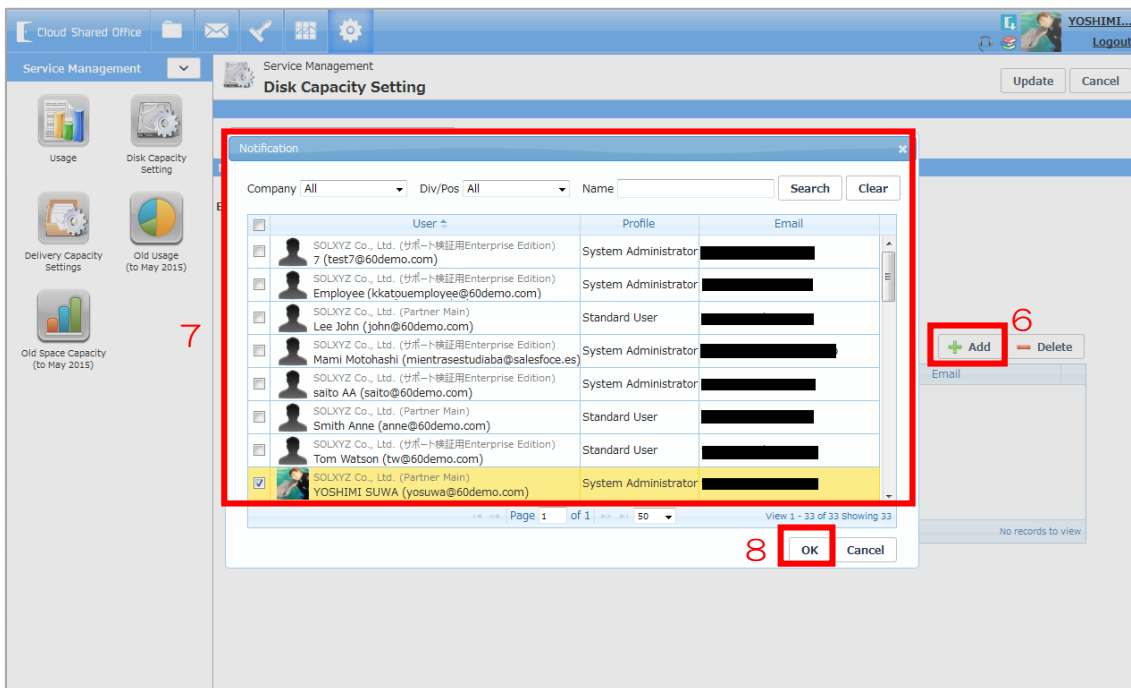 Cloud Shared Office
YOSHIMI...
Logout
Service Management
Service Management
Disk Capacity Setting
Update
Cancel
Usage
Disk Capacity
Setting
Delivery Capacity
Settings
Old Usage
(to May 2015)
Old Space Capacity
(to May 2015)
7
Notification
Company All Div/Pos All Name Search Clear
User Profile Email
SOLXYZ Co., Ltd. (サポート検証用Enterprise Edition)
7 (test7@60demo.com) System Administrator
SOLXYZ Co., Ltd. (サポート検証用Enterprise Edition)
Employee (kkatouemployee@60demo.com) System Administrator
SOLXYZ Co., Ltd. (Partner Main)
Lee John (john@60demo.com) Standard User
SOLXYZ Co., Ltd. (サポート検証用Enterprise Edition)
Mami Motohashi (mientrasestudiaba@salesfoce.es) System Administrator
SOLXYZ Co., Ltd. (サポート検証用Enterprise Edition)
saito AA (saito@60demo.com) System Administrator
SOLXYZ Co., Ltd. (Partner Main)
Smith Anne (anne@60demo.com) Standard User
SOLXYZ Co., Ltd. (サポート検証用Enterprise Edition)
Tom Watson (tw@60demo.com) Standard User
SOLXYZ Co., Ltd. (Partner Main)
YOSHIMI SUWA (yosuwa@60demo.com) System Administrator
Page 1 of 1 50 View 1 - 33 of 33 Showing 33
8
OK Cancel
6
Add Delete
Email
No records to view